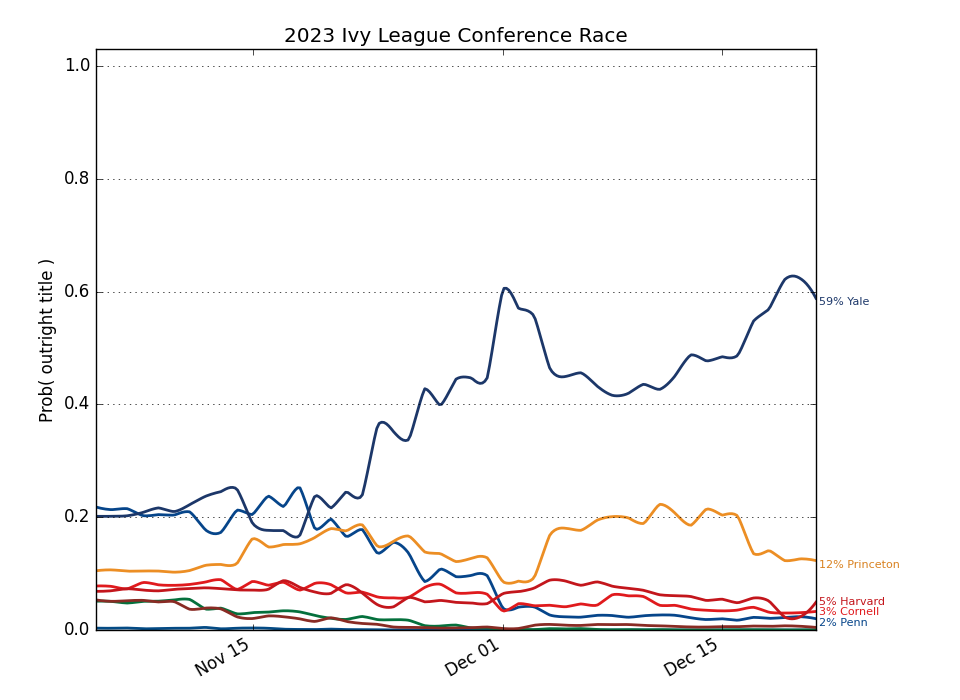 2023 Ivy League Conference Race
Prob( outright title )
1.0
0.8
0.6
0.4
0.2
0.0
Nov 15
Dec 01
Dec 15
59% Yale
12% Princeton
5% Harvard
3% Cornell
2% Penn